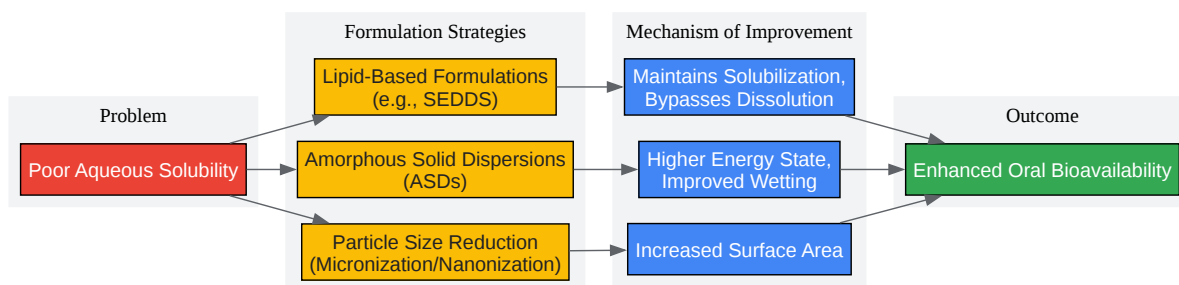 Problem
Poor Aqueous Solubility
Formulation Strategies
Lipid-Based Formulations
(e.g., SEDDS)
Amorphous Solid Dispersions
(ASDs)
Particle Size Reduction
(Micronization/Nanonization)
Mechanism of Improvement
Maintains Solubilization,
Bypasses Dissolution
Higher Energy State,
Improved Wetting
Increased Surface Area
Outcome
Enhanced Oral Bioavailability